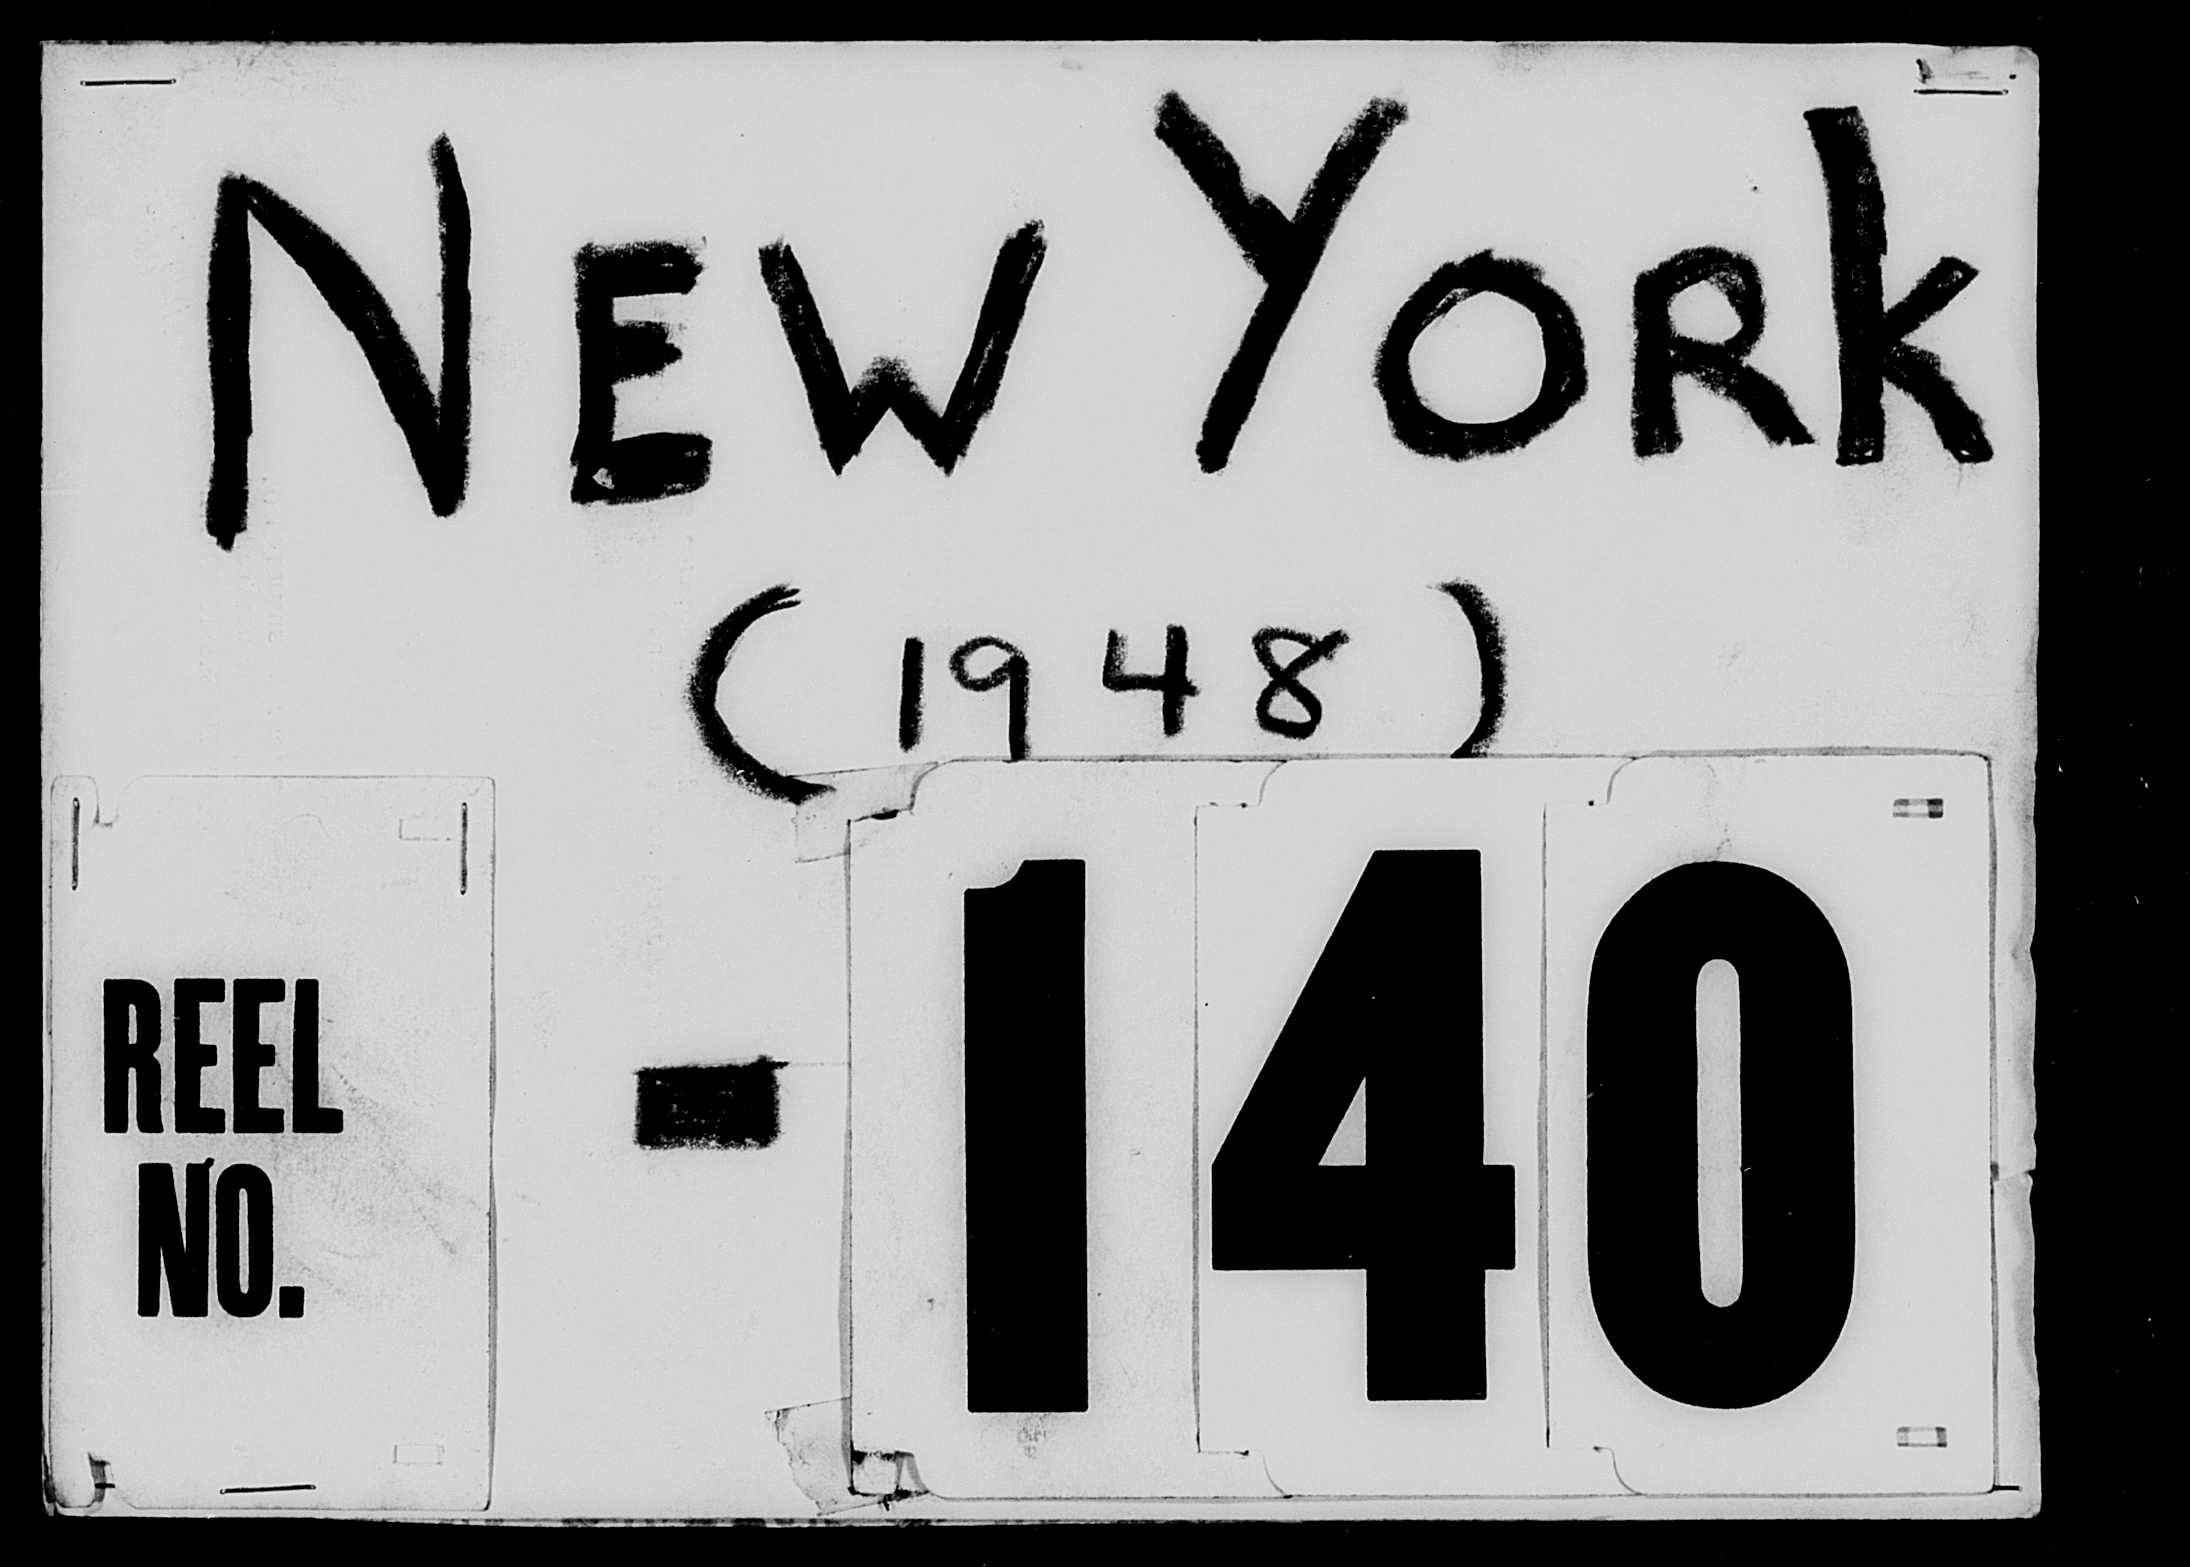 NEW YORk
(1948)
REEL
NO.
- 140